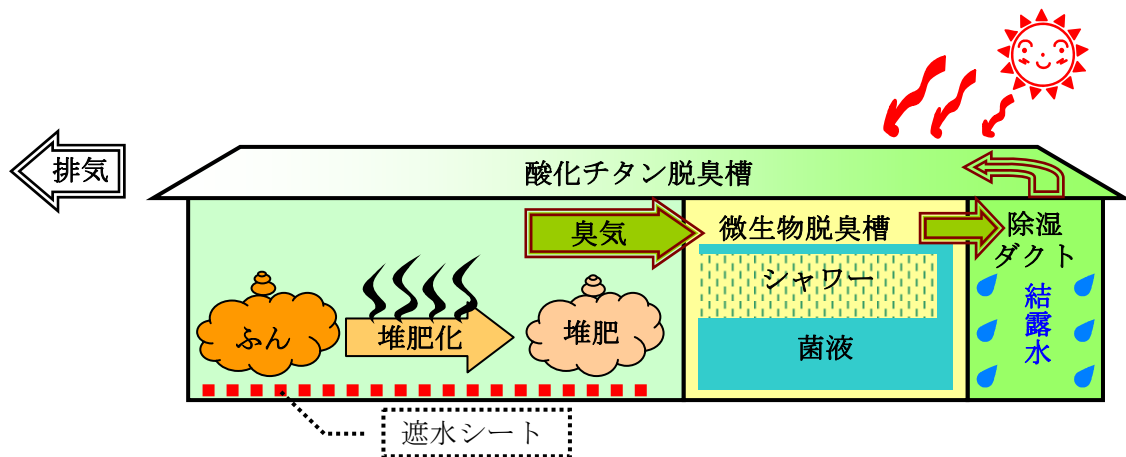 排気
酸化チタン脱臭槽
臭気
微生物脱臭槽
除湿
ダクト
シャワー
結露水
ふん
堆肥化
堆肥
菌液
遮水シート